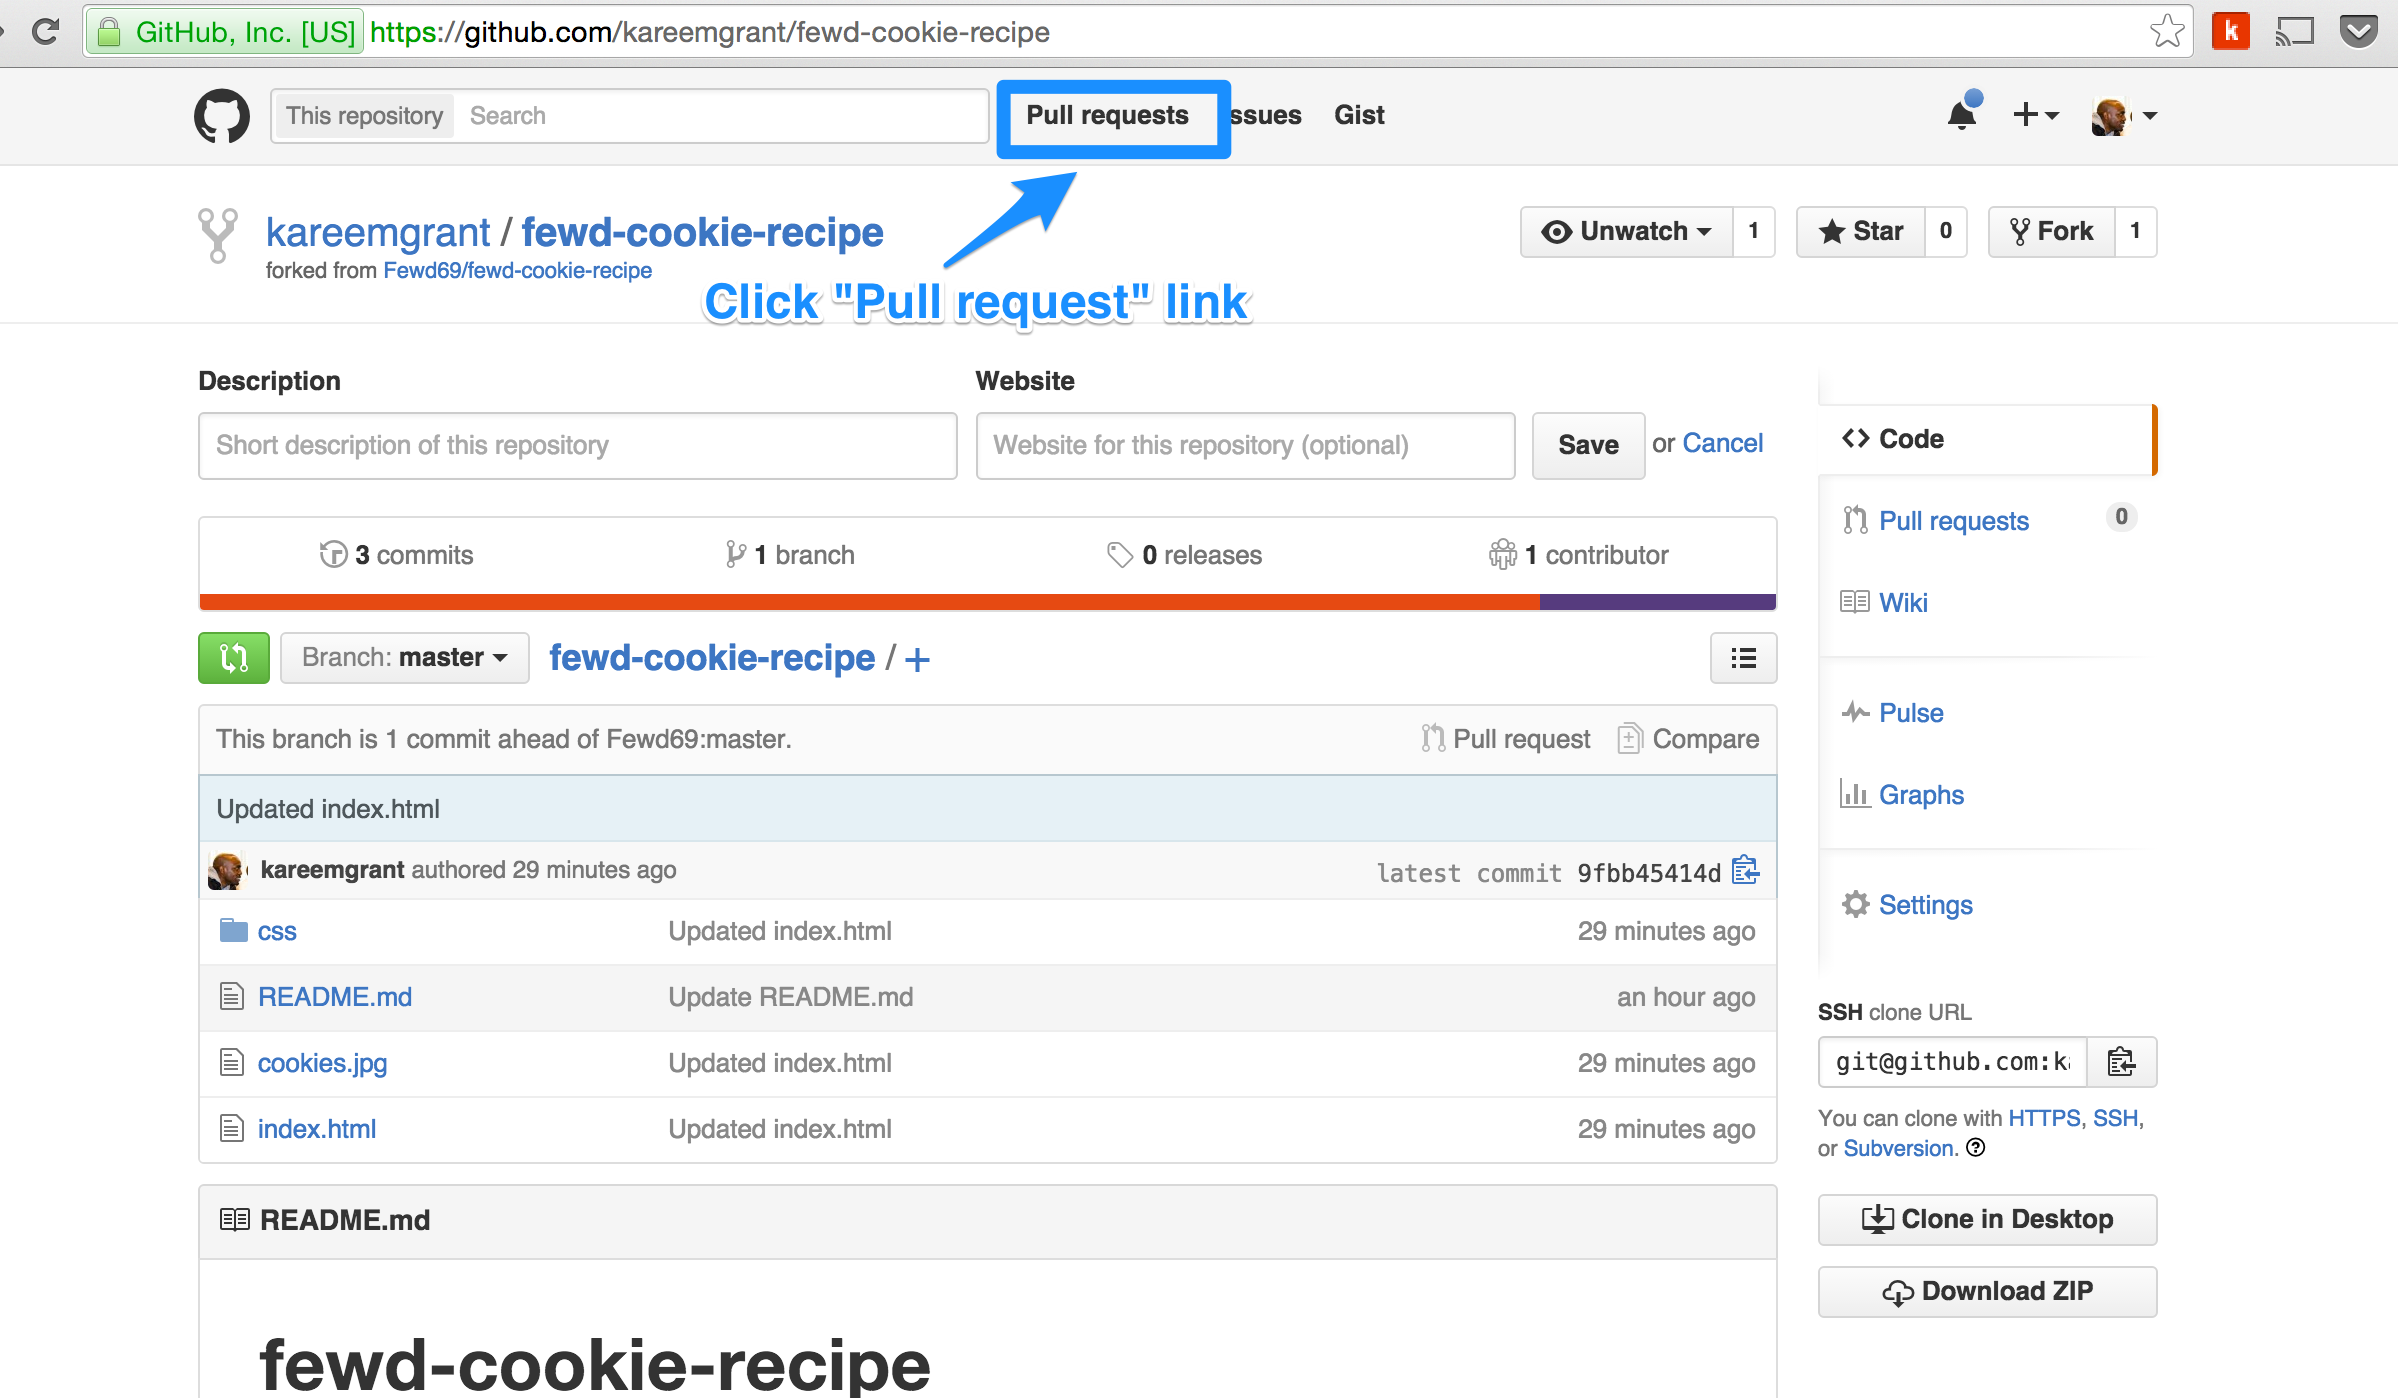 GitHub, Inc. [US] https://github.com/kareemgrant/fewd-cookie-recipe
k
This repository Search Pull requests ssues Gist
kareemgrant / fewd-cookie-recipe
forked from Fewd69/fewd-cookie-recipe
Unwatch 1 Star 0 Fork 1
Click "Pull request" link
Description Website
Short description of this repository Website for this repository (optional) Save or Cancel
3 commits 1 branch 0 releases 1 contributor
Branch: master fewd-cookie-recipe / +
This branch is 1 commit ahead of Fewd69:master. Pull request Compare
Updated index.html
kareemgrant authored 29 minutes ago latest commit 9fbb45414d
css Updated index.html 29 minutes ago
README.md Update README.md an hour ago
cookies.jpg Updated index.html 29 minutes ago
index.html Updated index.html 29 minutes ago
README.md
fewd-cookie-recipe
Code
Pull requests 0
Wiki
Pulse
Graphs
Settings
SSH clone URL
git@github.com:ka
You can clone with HTTPS, SSH,
or Subversion.
Clone in Desktop
Download ZIP